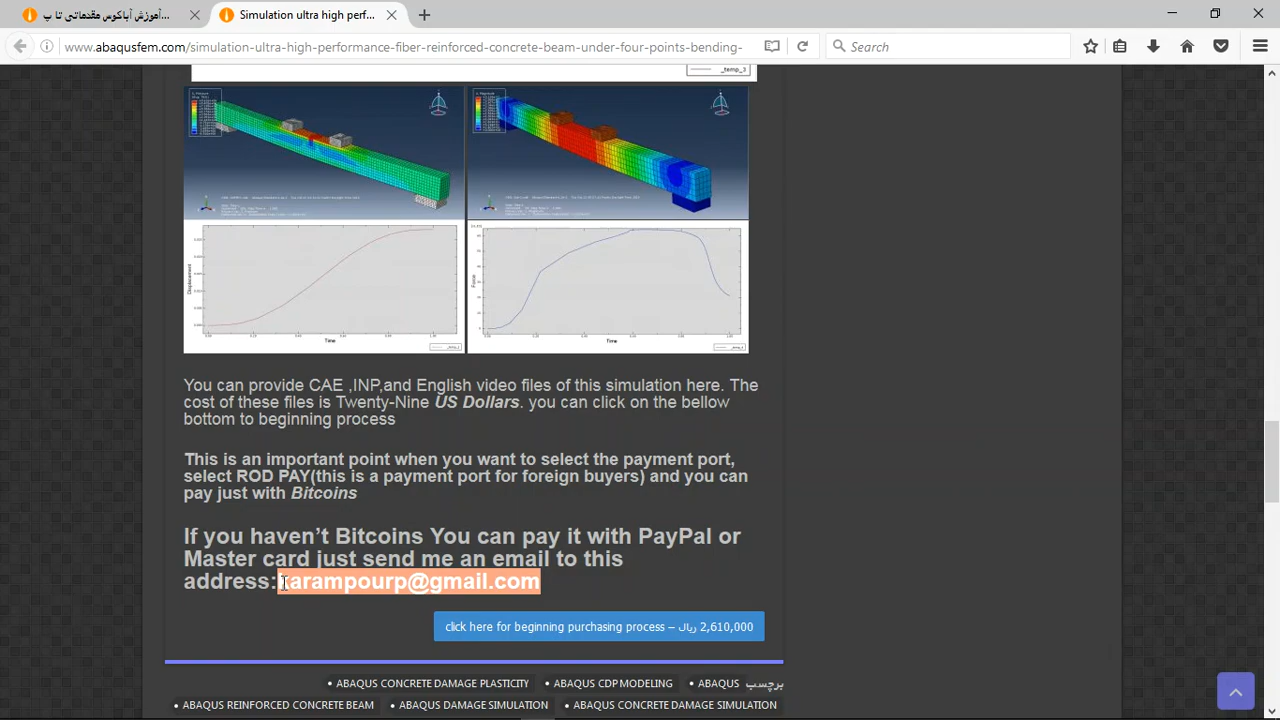 آموزش آباکوس مقدماتی تا پ...
Simulation ultra high perf...
www.abaqusfem.com/simulation-ultra-high-performance-fiber-reinforced-concrete-beam-under-four-points-bending-
Search
_temp_3
Displacement
Time
Force
Time
You can provide CAE ,INP,and English video files of this simulation here. The
cost of these files is Twenty-Nine US Dollars. you can click on the bellow
bottom to beginning process
This is an important point when you want to select the payment port,
select ROD PAY(this is a payment port for foreign buyers) and you can
pay just with Bitcoins
If you haven’t Bitcoins You can pay it with PayPal or
Master card just send me an email to this
address:karampourp@gmail.com
click here for beginning purchasing process – 2,610,000 ریال
• ABAQUS CONCRETE DAMAGE PLASTICITY • ABAQUS CDP MODELING • ABAQUS برچسب
• ABAQUS REINFORCED CONCRETE BEAM • ABAQUS DAMAGE SIMULATION • ABAQUS CONCRETE DAMAGE SIMULATION